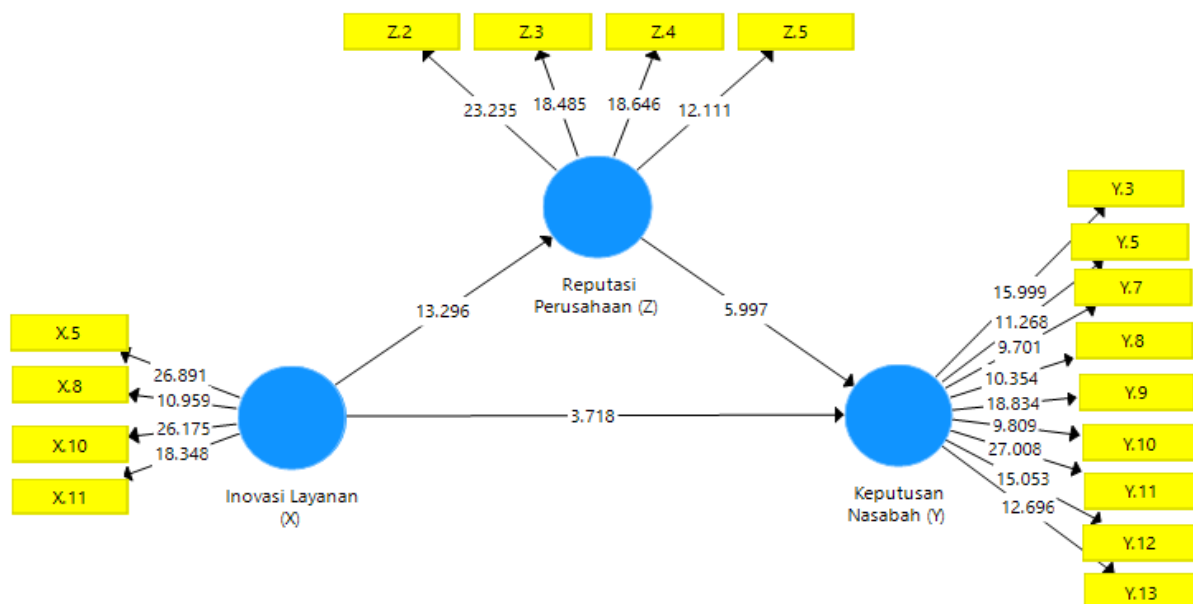 Z.2
Z.3
Z.4
Z.5
23.235
18.485
18.646
12.111
Reputasi
Perusahaan (Z)
13.296
5.997
3.718
X.5
X.8
X.10
X.11
26.891
10.959
26.175
18.348
Inovasi Layanan
(X)
Keputusan
Nasabah (Y)
15.999
11.268
9.701
10.354
18.834
9.809
27.008
15.053
12.696
Y.3
Y.5
Y.7
Y.8
Y.9
Y.10
Y.11
Y.12
Y.13